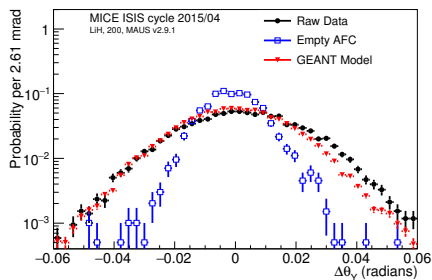 MICE ISIS cycle 2015/04
LiH, 200, MAUS v2.9.1
Raw Data
Empty AFC
GEANT Model
Probability per 2.61 mrad
1
10⁻¹
10⁻²
10⁻³
−0.06
−0.04
−0.02
0
0.02
0.04
0.06
Δθ_Y (radians)